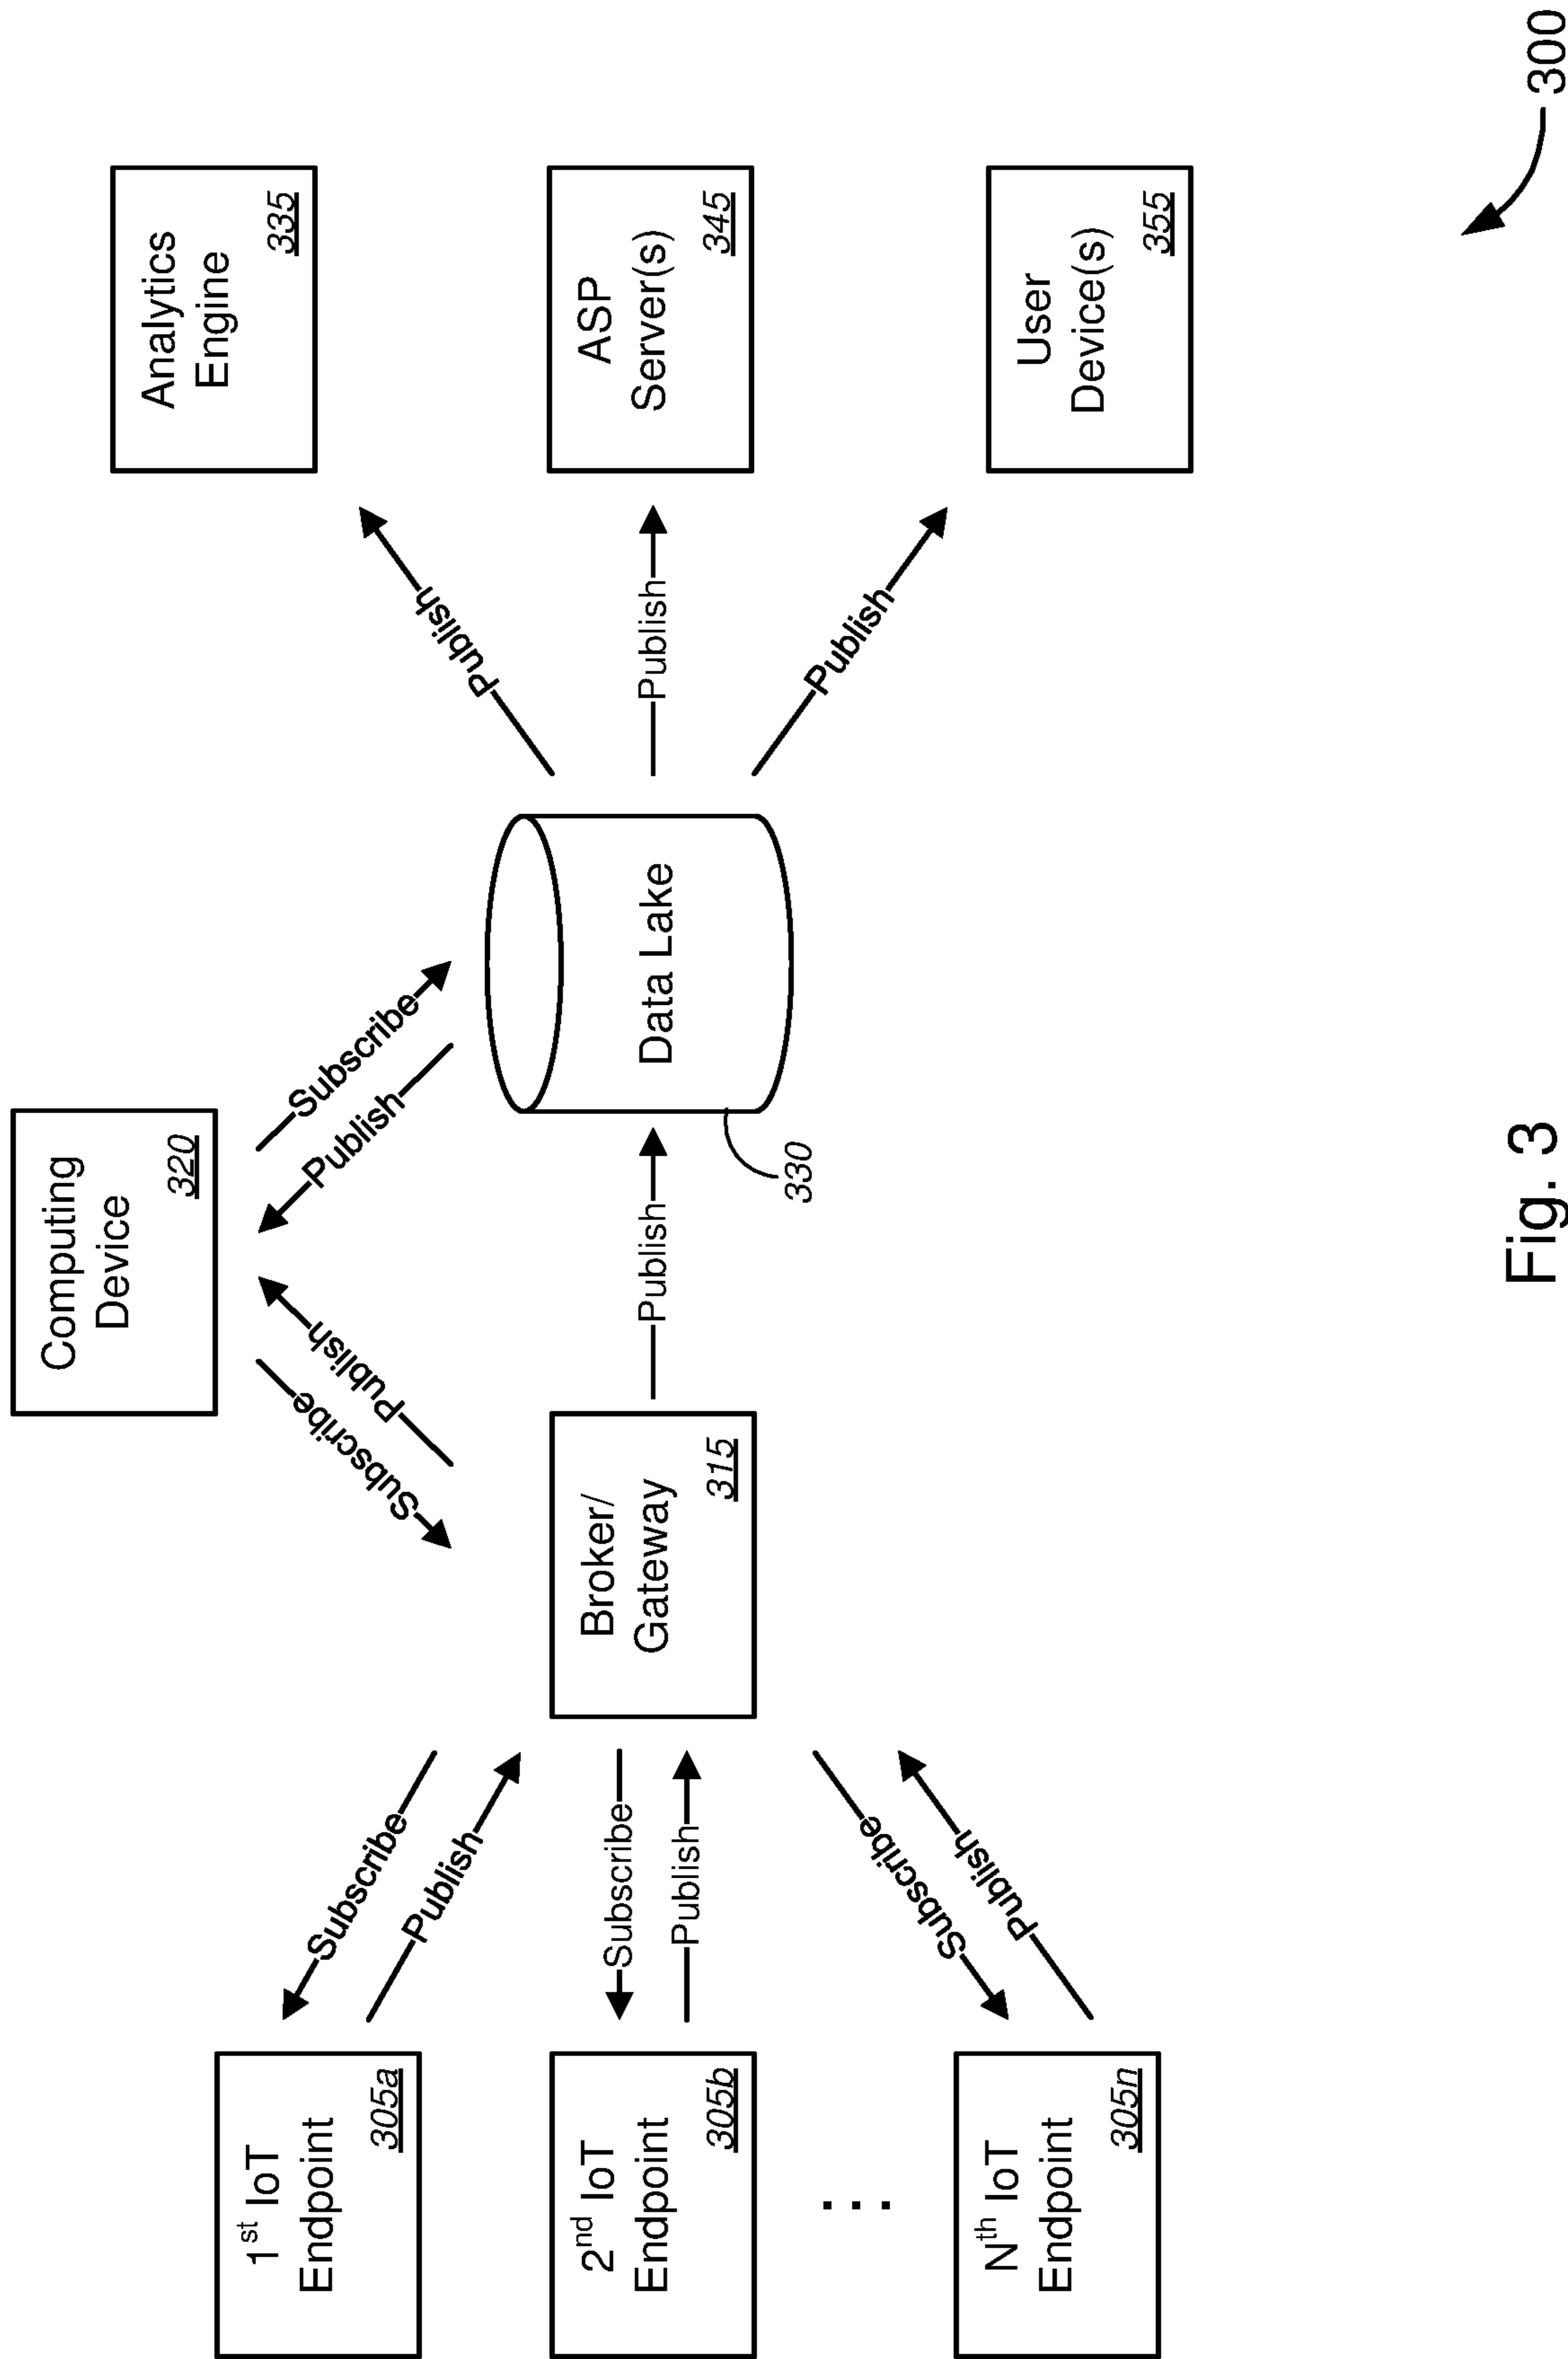 Computing
Device
320
Analytics
Engine
335
1st IoT
Endpoint
305a
Subscribe
Publish
Subscribe
Publish
Publish
Subscribe
Publish
2nd IoT
Endpoint
305b
Subscribe
Publish
Broker/
Gateway
315
Publish
Data Lake
330
Publish
ASP
Server(s)
345
...
Nth IoT
Endpoint
305n
Subscribe
Publish
Publish
User
Device(s)
355
Fig. 3
300